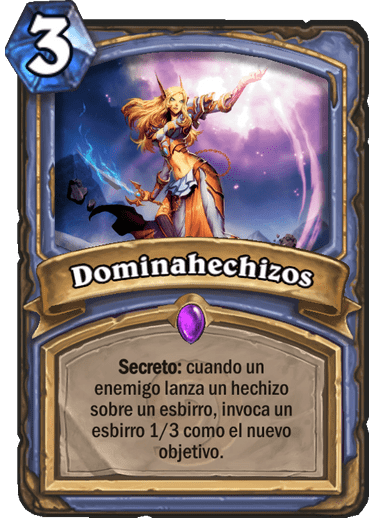 3
Dominahechizos
Secreto: cuando un
enemigo lanza un hechizo
sobre un esbirro, invoca un
esbirro 1/3 como el nuevo
objetivo.